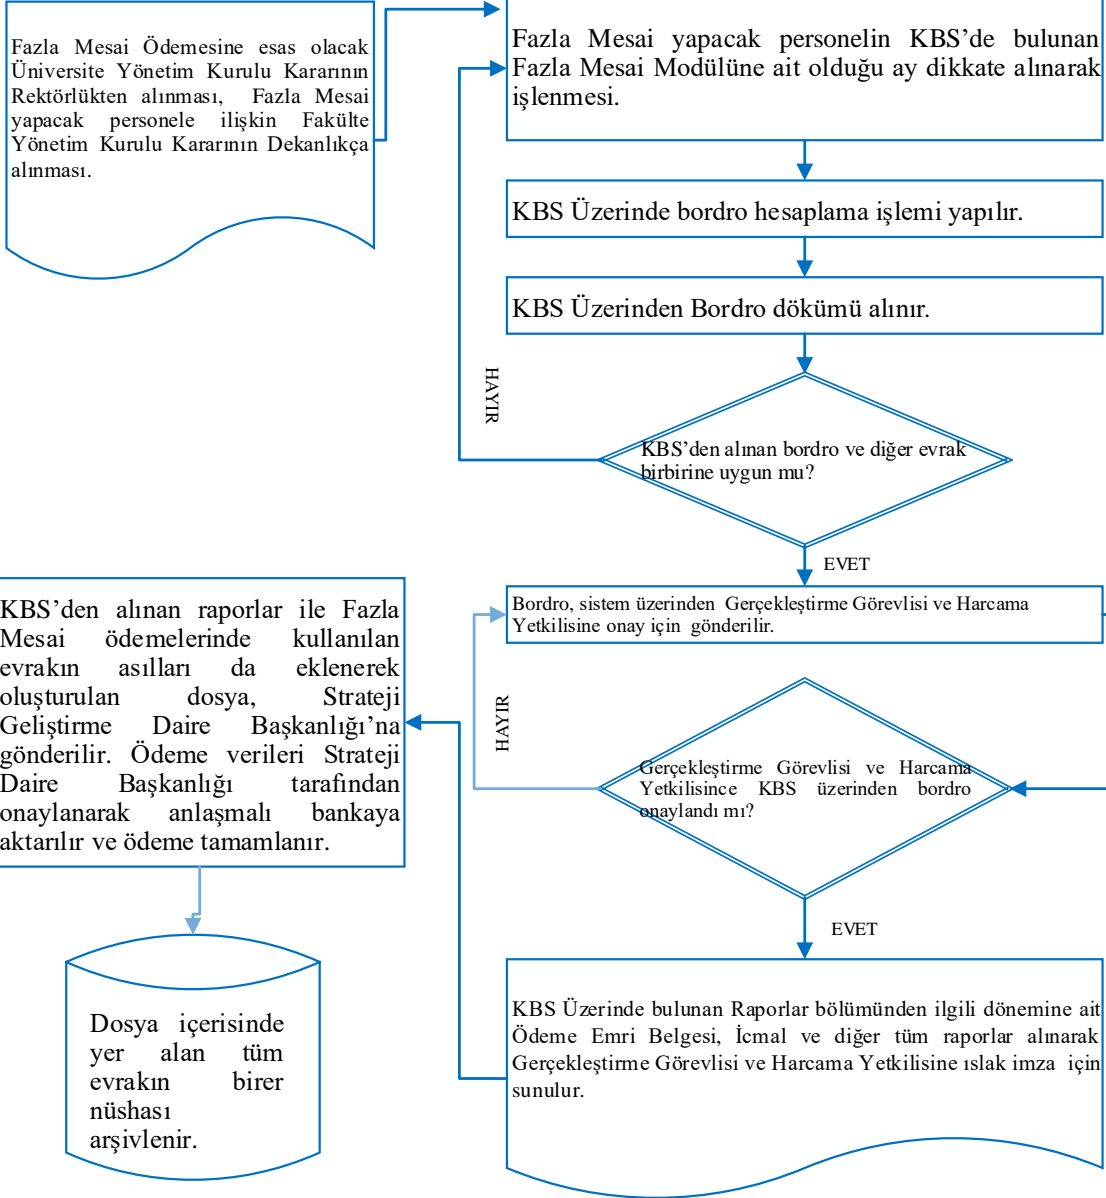 Fazla Mesai Ödemesine esas olacak
Üniversite Yönetim Kurulu Kararının
Rektörlükten alınması, Fazla Mesai
yapacak personele ilişkin Fakülte
Yönetim Kurulu Kararının Dekanlıkça
alınması.
Fazla Mesai yapacak personelin KBS’de bulunan
Fazla Mesai Modülüne ait olduğu ay dikkate alınarak
işlenmesi.
KBS Üzerinde bordro hesaplama işlemi yapılır.
KBS Üzerinden Bordro dökümü alınır.
HAYIR
KBS’den alınan bordro ve diğer evrak
birbirine uygun mu?
EVET
Bordro, sistem üzerinden Gerçekleştirme Görevlisi ve Harcama
Yetkilisine onay için gönderilir.
HAYIR
Gerçekleştirme Görevlisi ve Harcama
Yetkilisince KBS üzerinden bordro
onaylandı mı?
EVET
KBS Üzerinde bulunan Raporlar bölümünden ilgili dönemine ait
Ödeme Emri Belgesi, İcmal ve diğer tüm raporlar alınarak
Gerçekleştirme Görevlisi ve Harcama Yetkilisine ıslak imza için
sunulur.
KBS’den alınan raporlar ile Fazla
Mesai ödemelerinde kullanılan
evrakın asılları da eklenerek
oluşturulan dosya, Strateji
Geliştirme Daire Başkanlığı’na
gönderilir. Ödeme verileri Strateji
Daire Başkanlığı tarafından
onaylanarak anlaşmalı bankaya
aktarılır ve ödeme tamamlanır.
Dosya içerisinde
yer alan tüm
evrakın birer
nüshası
arşivlenir.